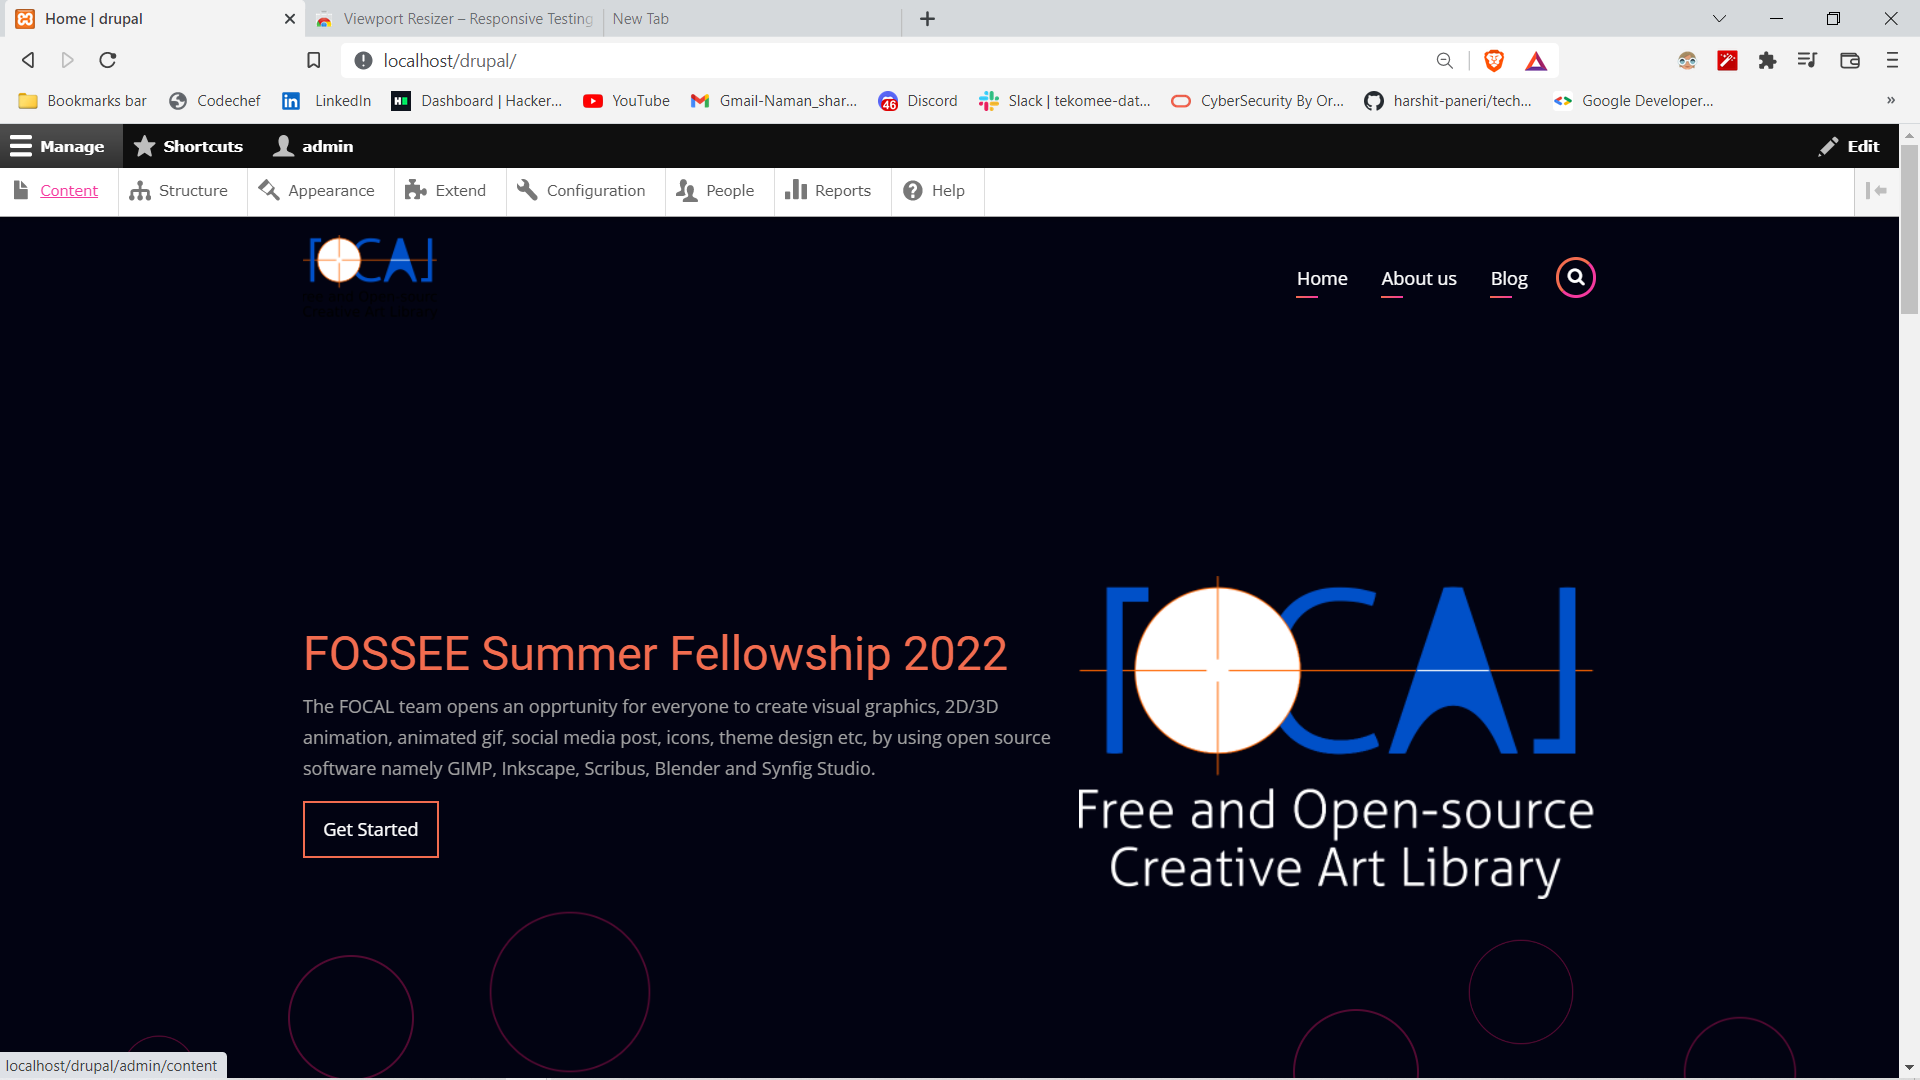 Home | drupal
Viewport Resizer – Responsive Testing
New Tab
localhost/drupal/
Bookmarks bar
Codechef
LinkedIn
Dashboard | Hacker...
YouTube
Gmail-Naman_shar...
46
Discord
Slack | tekomee-dat...
CyberSecurity By Or...
harshit-paneri/tech...
Google Developer...
»
Manage
Shortcuts
admin
Edit
Content
Structure
Appearance
Extend
Configuration
People
Reports
Help
FOCAL
Home
About us
Blog
FOSSEE Summer Fellowship 2022
The FOCAL team opens an opprtunity for everyone to create visual graphics, 2D/3D
animation, animated gif, social media post, icons, theme design etc, by using open source
software namely GIMP, Inkscape, Scribus, Blender and Synfig Studio.
Get Started
FOCAL
Free and Open-source
Creative Art Library
localhost/drupal/admin/content